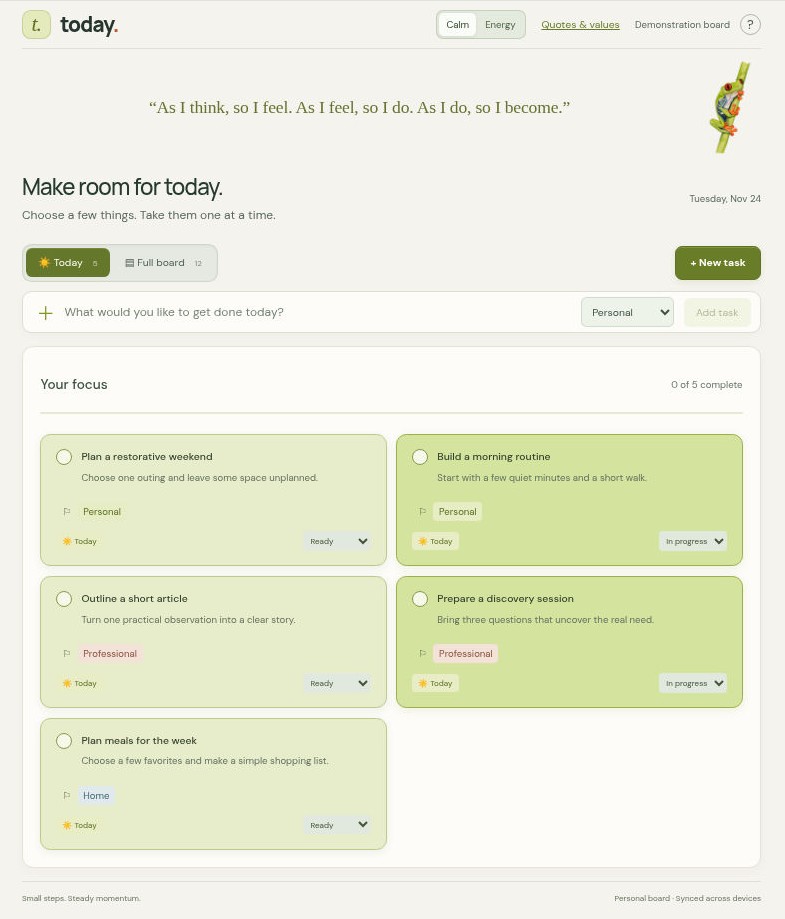 t. today.
Calm Energy Quotes & values Demonstration board ?
“As I think, so I feel. As I feel, so I do. As I do, so I become.”
Make room for today.
Choose a few things. Take them one at a time.
Tuesday, Nov 24
Today 5 Full board 12
+ New task
What would you like to get done today? Personal Add task
Your focus
0 of 5 complete
Plan a restorative weekend
Choose one outing and leave some space unplanned.
Personal
Today Ready
Build a morning routine
Start with a few quiet minutes and a short walk.
Personal
Today In progress
Outline a short article
Turn one practical observation into a clear story.
Professional
Today Ready
Prepare a discovery session
Bring three questions that uncover the real need.
Professional
Today In progress
Plan meals for the week
Choose a few favorites and make a simple shopping list.
Home
Today Ready
Small steps. Steady momentum.
Personal board · Synced across devices